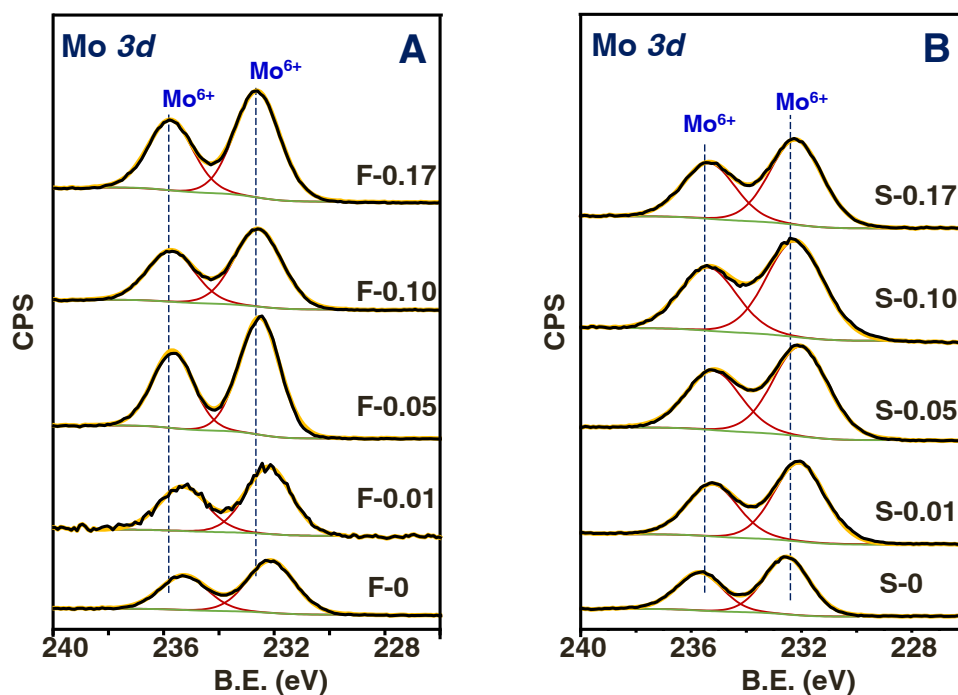 Mo 3d
A
Mo⁶⁺
Mo⁶⁺
F-0.17
F-0.10
F-0.05
F-0.01
F-0
CPS
240
236
232
228
B.E. (eV)
Mo 3d
B
Mo⁶⁺
Mo⁶⁺
S-0.17
S-0.10
S-0.05
S-0.01
S-0
CPS
240
236
232
228
B.E. (eV)